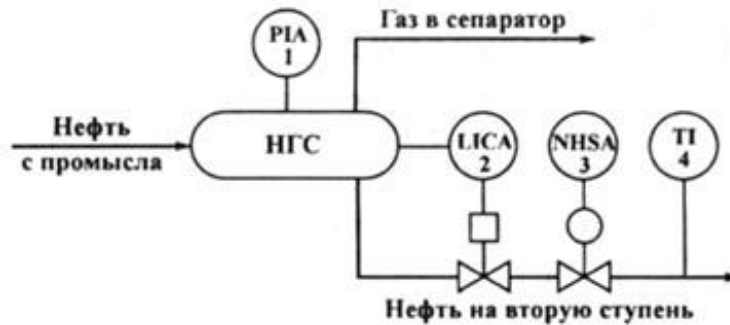 PIA
1
Газ в сепаратор
Нефть
с промысла
НГС
LICA
2
NHSA
3
TI
4
Нефть на вторую ступень